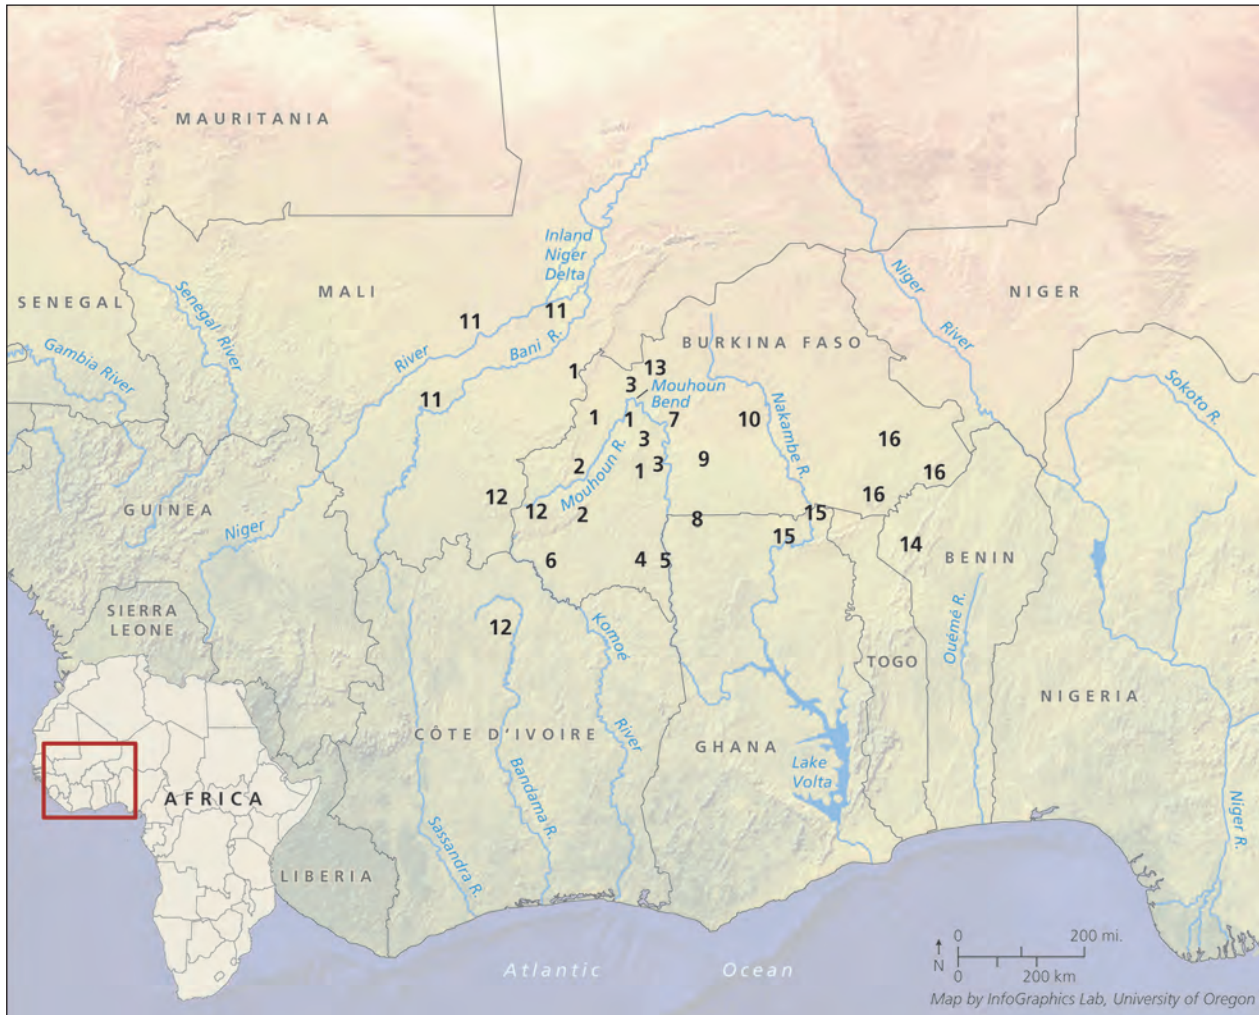 MAURITANIA
Inland
Niger
Delta
MALI
SENEGAL
Senegal River
Gambia River
Niger
River
NIGER
11
11
River
Bani R.
BURKINA FASO
1
13
3
Mouhoun
Bend
Sokoto R.
11
1
1
7
10
Nakambe R.
3
16
2
Mouhoun R.
1
3
9
16
12
12
2
8
15
16
GUINEA
Niger
15
14
BENIN
6
4
5
SIERRA
LEONE
12
Komoé
River
Ouémé R.
TOGO
NIGERIA
CÔTE D'IVOIRE
GHANA
Bandama R.
Lake
Volta
AFRICA
Sassandra R.
Niger R.
LIBERIA
0
200 mi.
N
0
200 km
Atlantic Ocean
Map by InfoGraphics Lab, University of Oregon